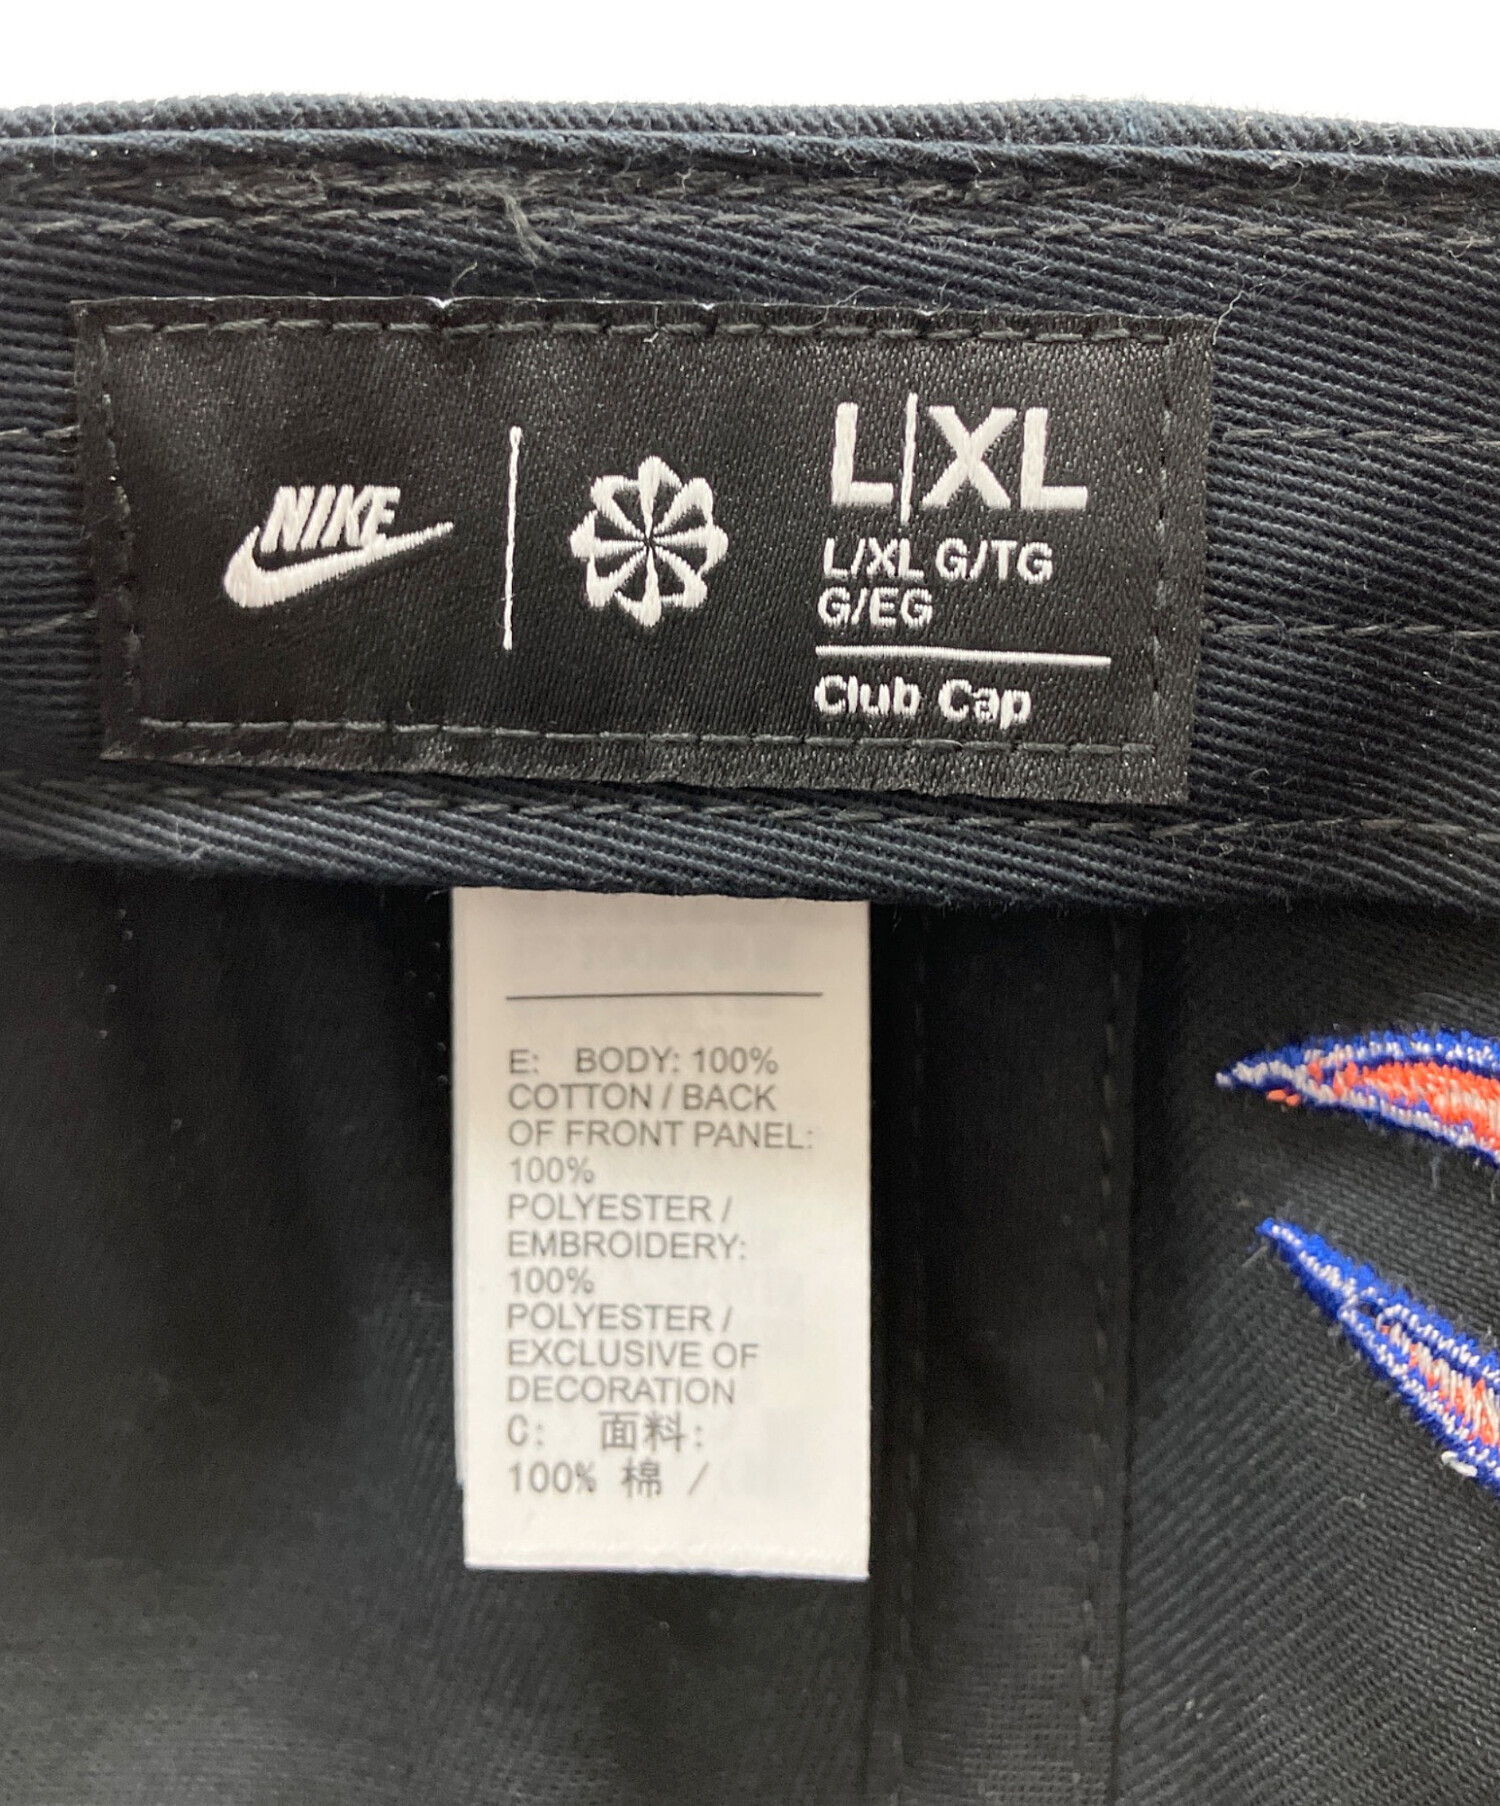 NIKE
L|XL
L/XL G/TG
G/EG
Club Cap
E: BODY: 100%
COTTON / BACK
OF FRONT PANEL:
100%
POLYESTER /
EMBROIDERY:
100%
POLYESTER /
EXCLUSIVE OF
DECORATION
C: 面料:
100% 棉 /